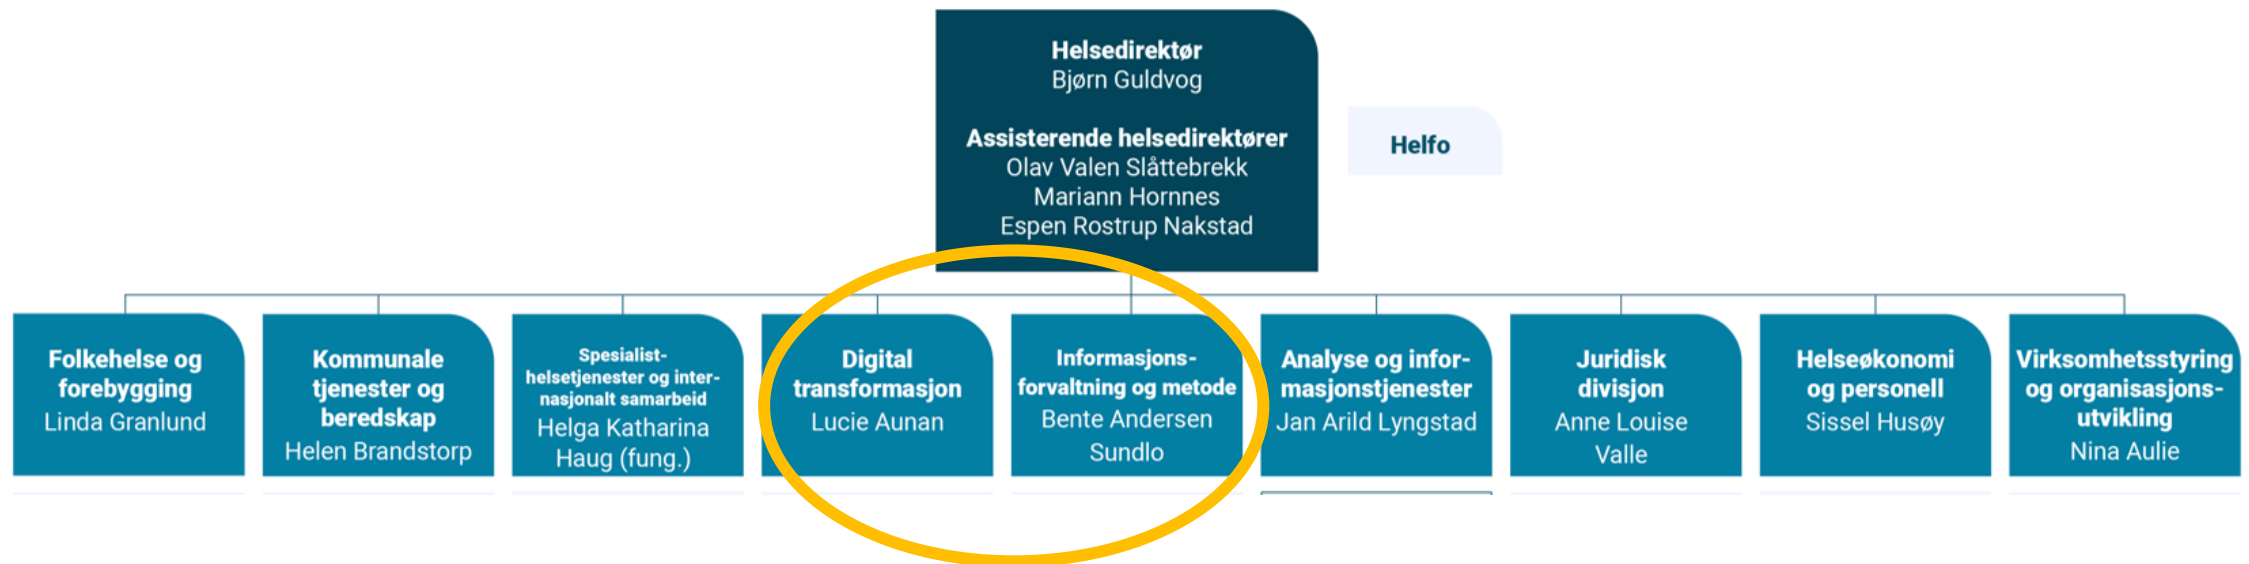 Helsedirektør
Bjørn Guldvog
Assisterende helsedirektører
Olav Valen Slåttebrekk
Mariann Hornnes
Espen Rostrup Nakstad
Helfo
Folkehelse og
forebygging
Linda Granlund
Kommunale
tjenester og
beredskap
Helen Brandstorp
Spesialist-
helsetjenester og inter-
nasjonalt samarbeid
Helga Katharina
Haug (fung.)
Digital
transformasjon
Lucie Aunan
Informasjons-
forvaltning og metode
Bente Andersen
Sundlo
Analyse og infor-
masjonstjenester
Jan Arild Lyngstad
Juridisk
divisjon
Anne Louise
Valle
Helseøkonomi
og personell
Sissel Husøy
Virksomhetsstyring
og organisasjons-
utvikling
Nina Aulie